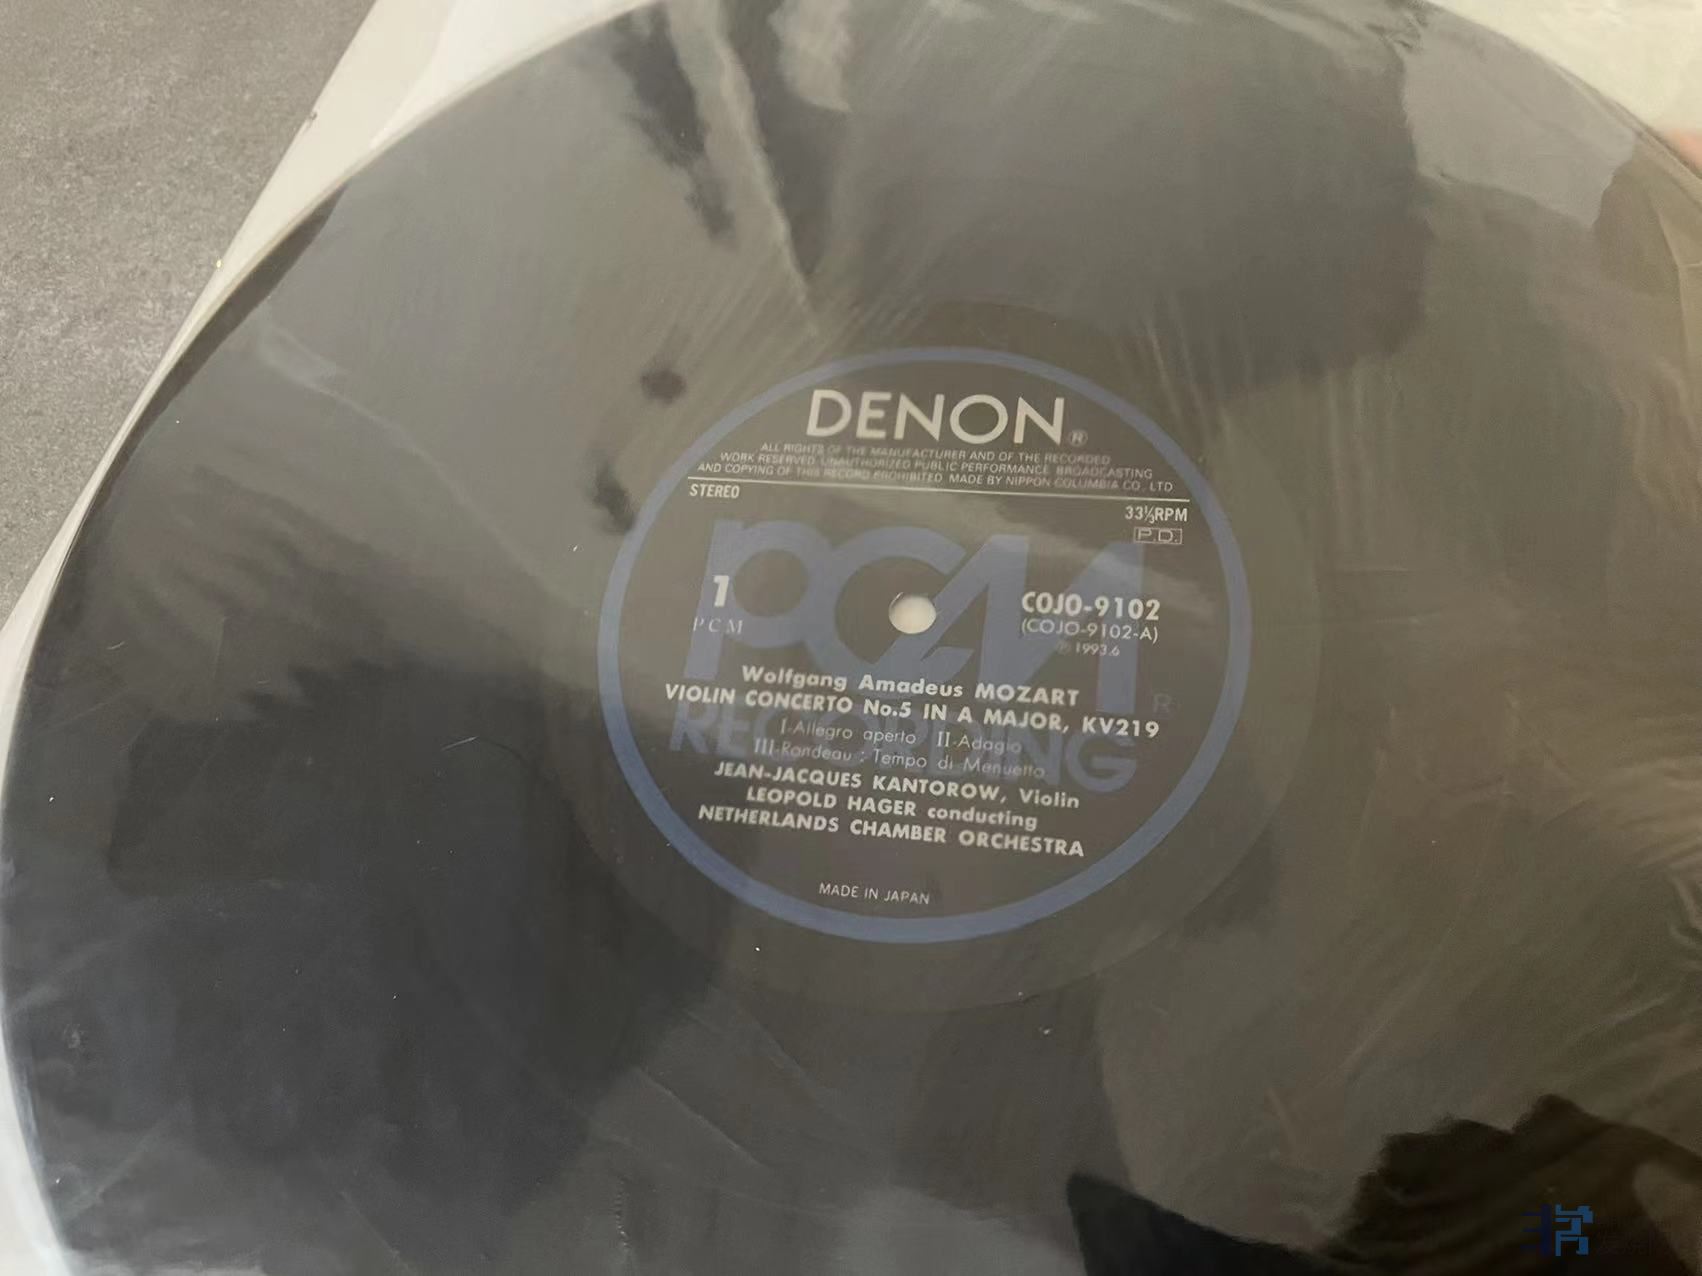 DENON®
ALL RIGHTS OF THE MANUFACTURER AND OF THE RECORDED
WORK RESERVED. UNAUTHORIZED PUBLIC PERFORMANCE BROADCASTING
AND COPYING OF THIS RECORD PROHIBITED. MADE BY NIPPON COLUMBIA CO., LTD
STEREO
33⅓RPM
P.D.
PCM
RECORDING
R
1
PCM
COJO-9102
(COJO-9102-A)
Ⓟ 1993.6
Wolfgang Amadeus MOZART
VIOLIN CONCERTO No.5 IN A MAJOR, KV219
I-Allegro aperto II-Adagio
III-Rondeau : Tempo di Menuetto
JEAN-JACQUES KANTOROW, Violin
LEOPOLD HAGER conducting
NETHERLANDS CHAMBER ORCHESTRA
MADE IN JAPAN